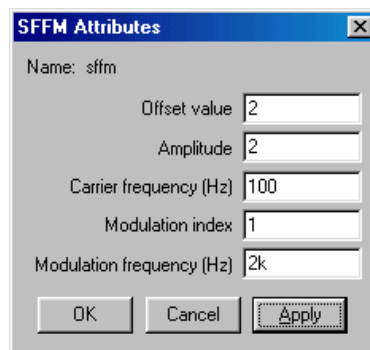 SFFM Attributes
Name: sffm
Offset value 2
Amplitude 2
Carrier frequency (Hz) 100
Modulation index 1
Modulation frequency (Hz) 2k
OK Cancel Apply